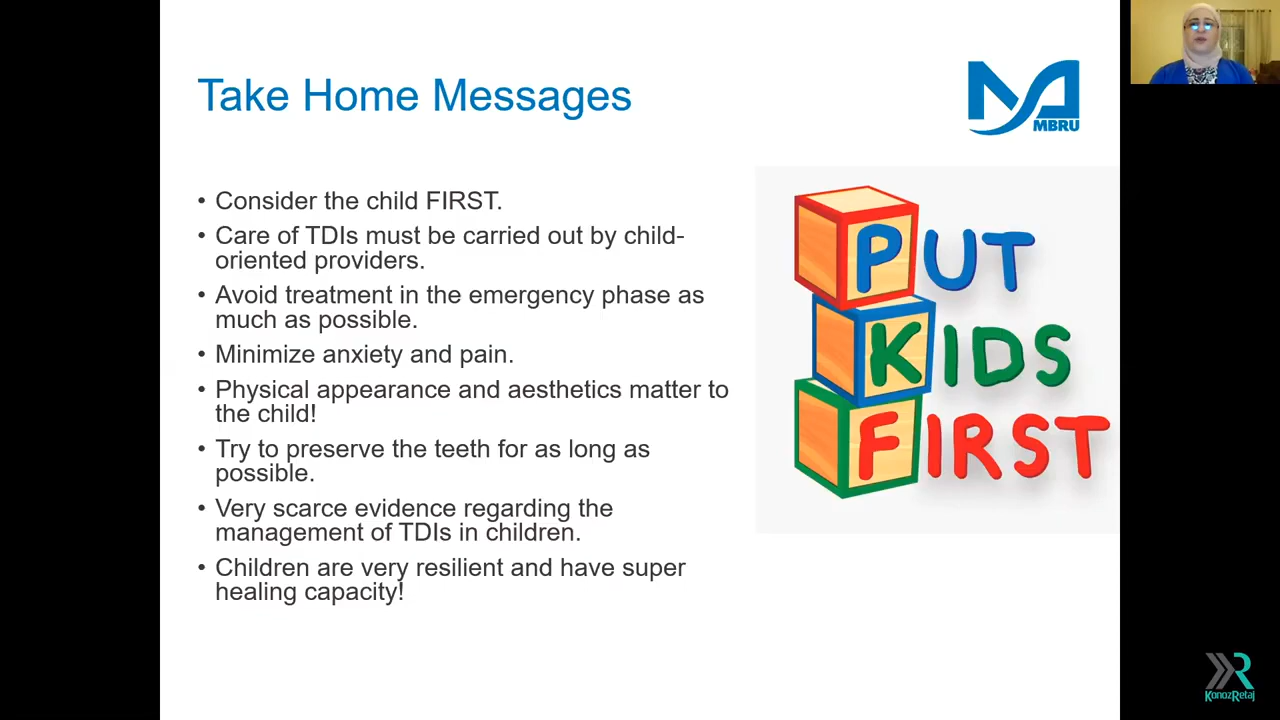 Take Home Messages
MBRU
• Consider the child FIRST.
• Care of TDIs must be carried out by child-
oriented providers.
• Avoid treatment in the emergency phase as
much as possible.
• Minimize anxiety and pain.
• Physical appearance and aesthetics matter to
the child!
• Try to preserve the teeth for as long as
possible.
• Very scarce evidence regarding the
management of TDIs in children.
• Children are very resilient and have super
healing capacity!
PUT
KIDS
FIRST
KonozRetaj